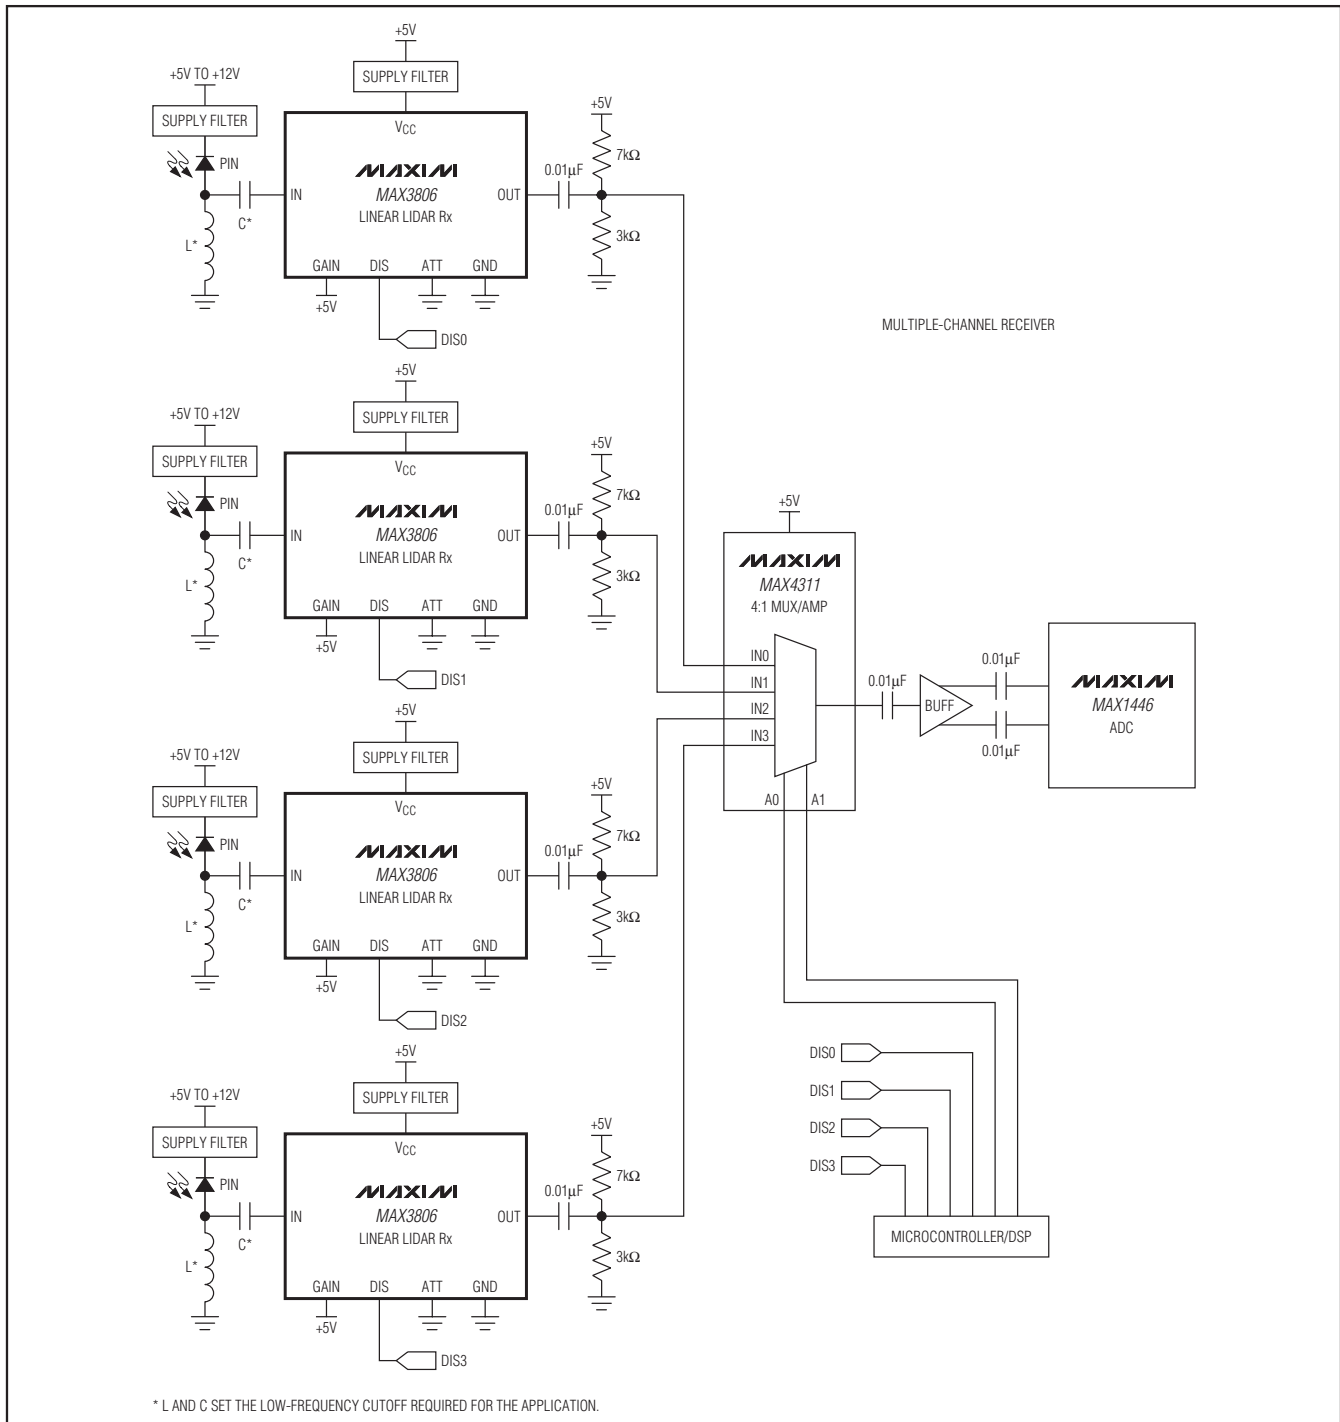 +5V
+5V TO +12V
SUPPLY FILTER
SUPPLY FILTER
VCC
+5V
PIN
MAXIM
7kΩ
0.01µF
IN
MAX3806
OUT
C*
LINEAR LIDAR Rx
L*
3kΩ
GAIN DIS ATT GND
+5V
DIS0
MULTIPLE-CHANNEL RECEIVER
+5V
+5V TO +12V
SUPPLY FILTER
SUPPLY FILTER
VCC
+5V
PIN
MAXIM
7kΩ
0.01µF
IN
MAX3806
OUT
C*
LINEAR LIDAR Rx
L*
3kΩ
GAIN DIS ATT GND
+5V
DIS1
+5V
MAXIM
MAX4311
4:1 MUX/AMP
IN0
IN1
IN2
IN3
A0 A1
0.01µF
BUFF
0.01µF
0.01µF
MAXIM
MAX1446
ADC
+5V
+5V TO +12V
SUPPLY FILTER
SUPPLY FILTER
VCC
+5V
PIN
MAXIM
7kΩ
0.01µF
IN
MAX3806
OUT
C*
LINEAR LIDAR Rx
L*
3kΩ
GAIN DIS ATT GND
+5V
DIS2
DIS0
DIS1
DIS2
DIS3
MICROCONTROLLER/DSP
+5V
+5V TO +12V
SUPPLY FILTER
SUPPLY FILTER
VCC
+5V
PIN
MAXIM
7kΩ
0.01µF
IN
MAX3806
OUT
C*
LINEAR LIDAR Rx
L*
3kΩ
GAIN DIS ATT GND
+5V
DIS3
* L AND C SET THE LOW-FREQUENCY CUTOFF REQUIRED FOR THE APPLICATION.